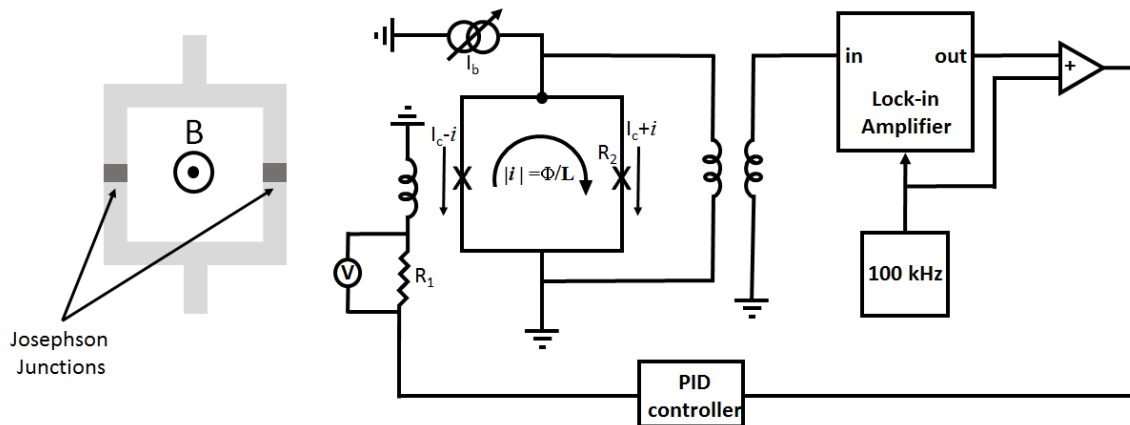 B
Josephson
Junctions
I_b
I_c-i
I_c+i
R_2
|i| =Φ/L
V
R_1
in
out
Lock-in
Amplifier
+
100 kHz
PID
controller